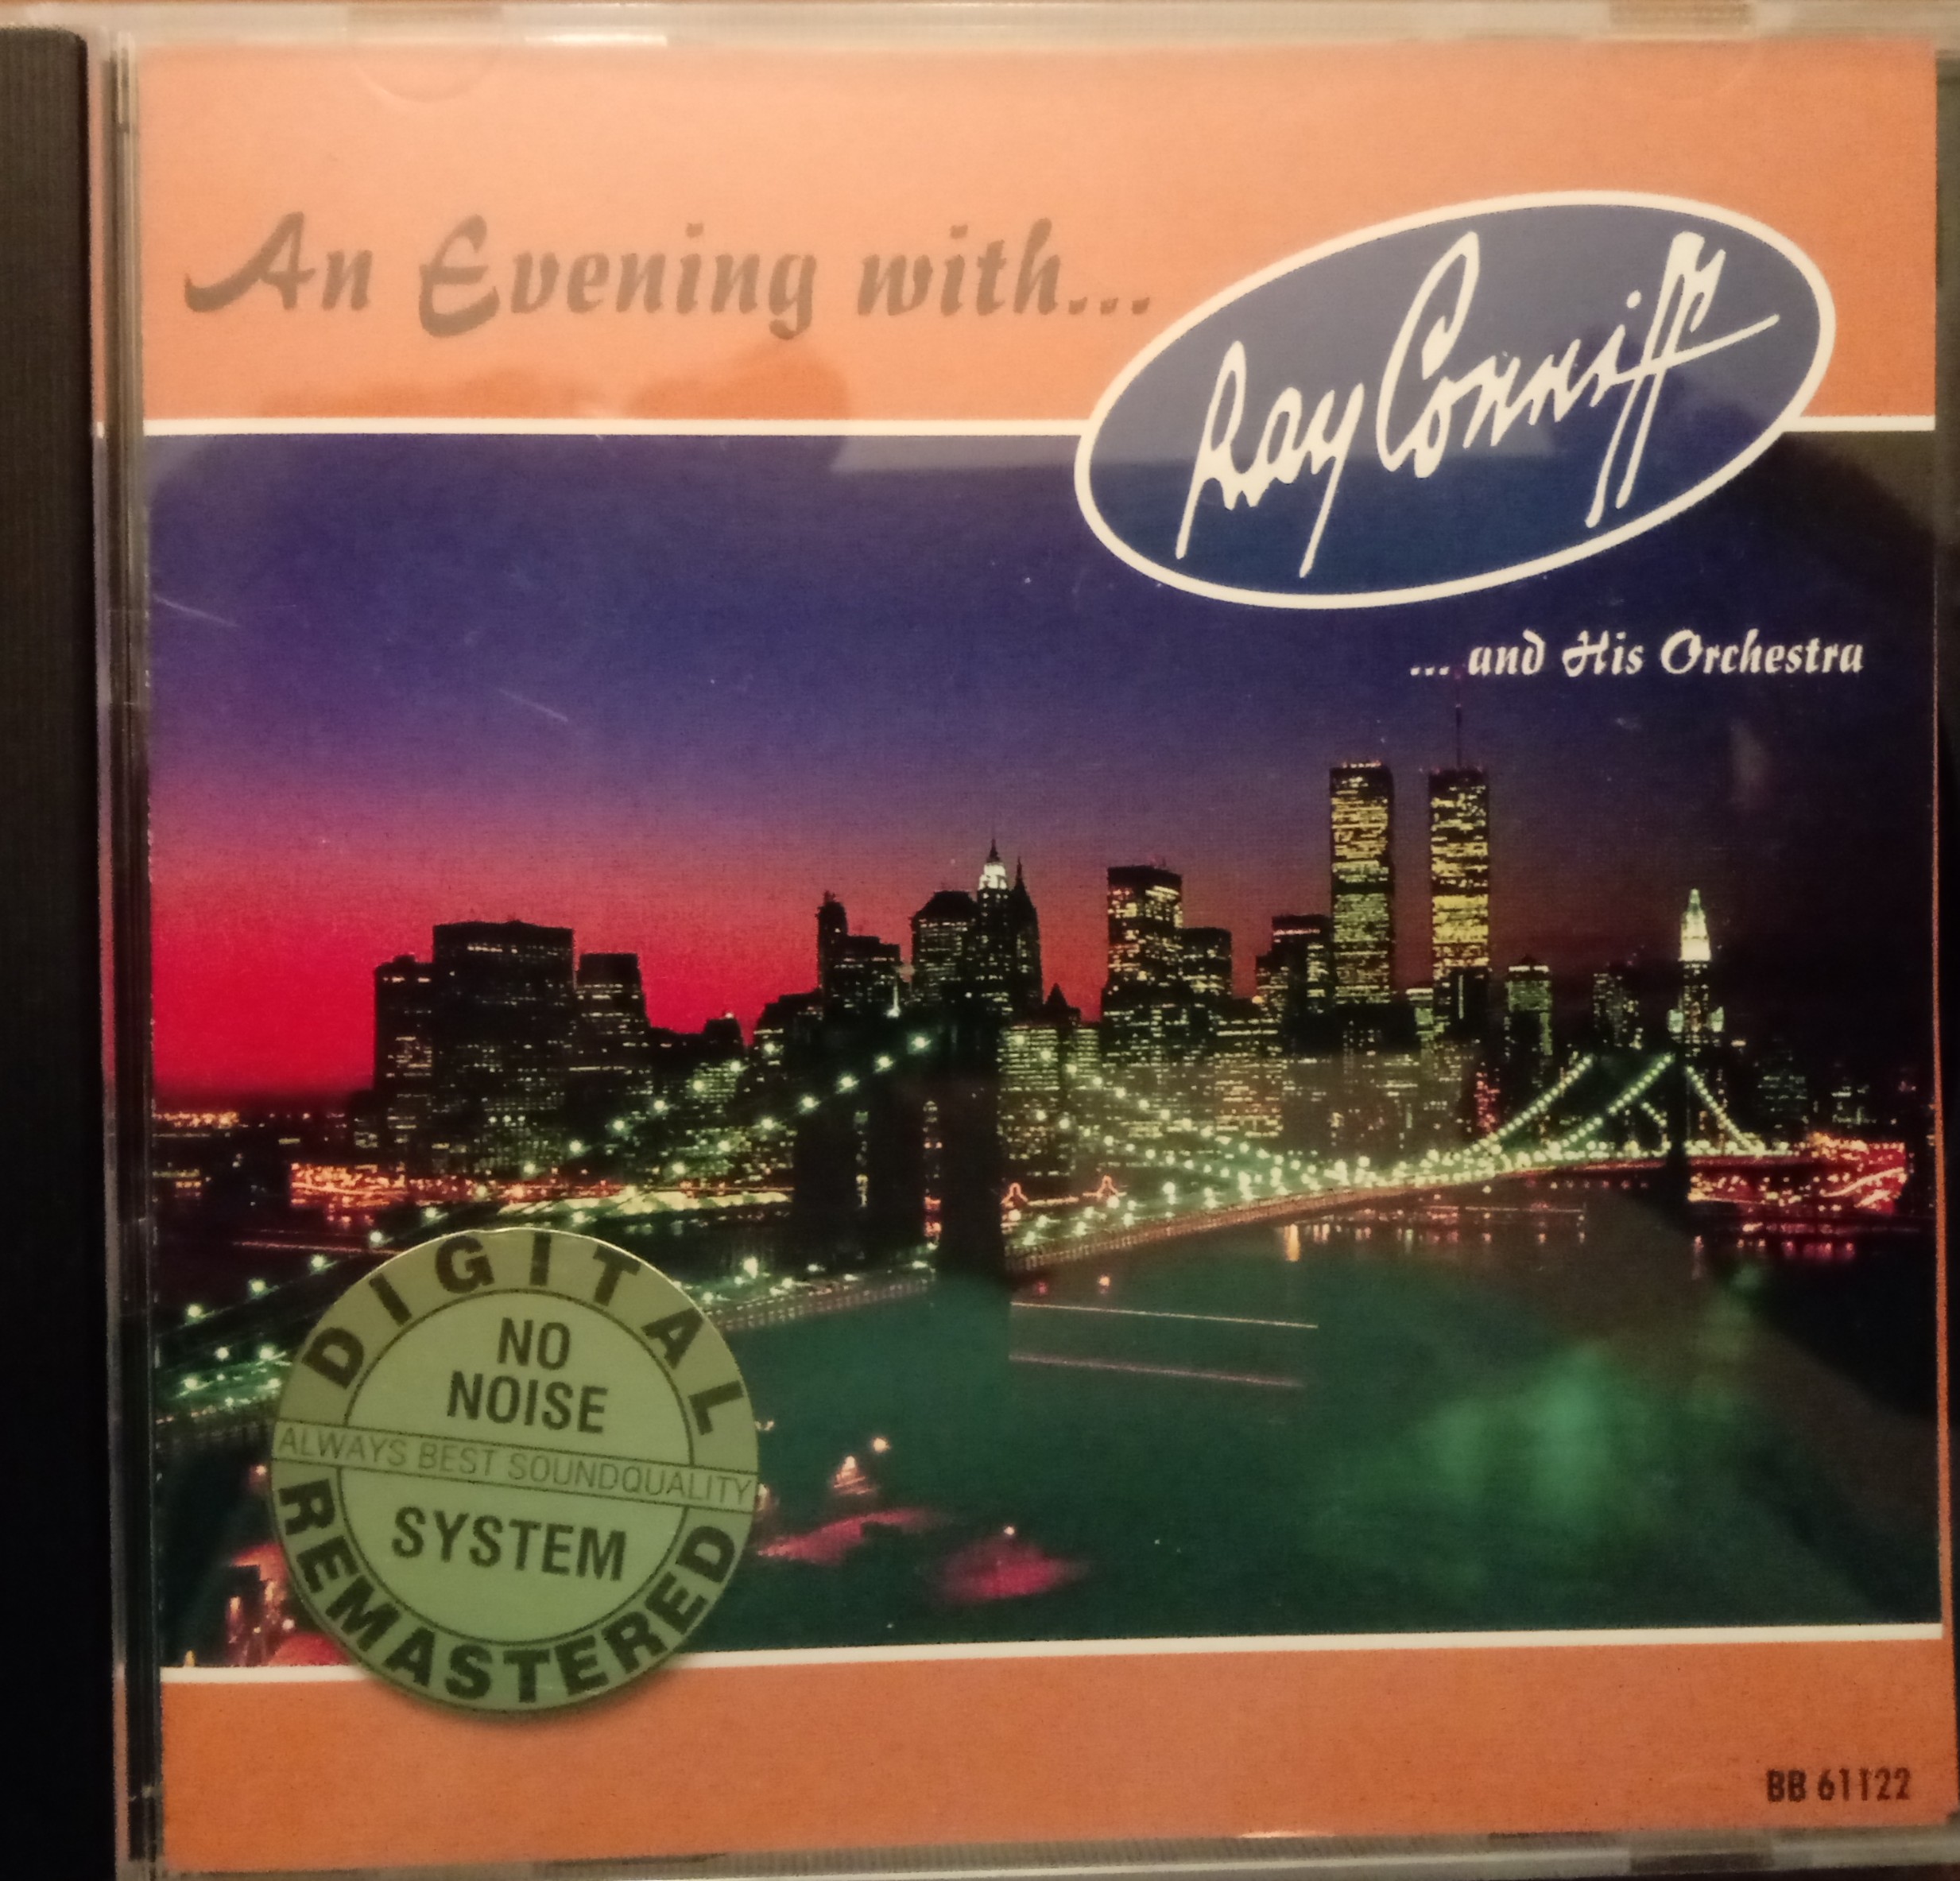 An Evening with...
Ray Conniff
... and His Orchestra
DIGITAL
NO
NOISE
ALWAYS BEST SOUNDQUALITY
SYSTEM
REMASTERED
BB 61122